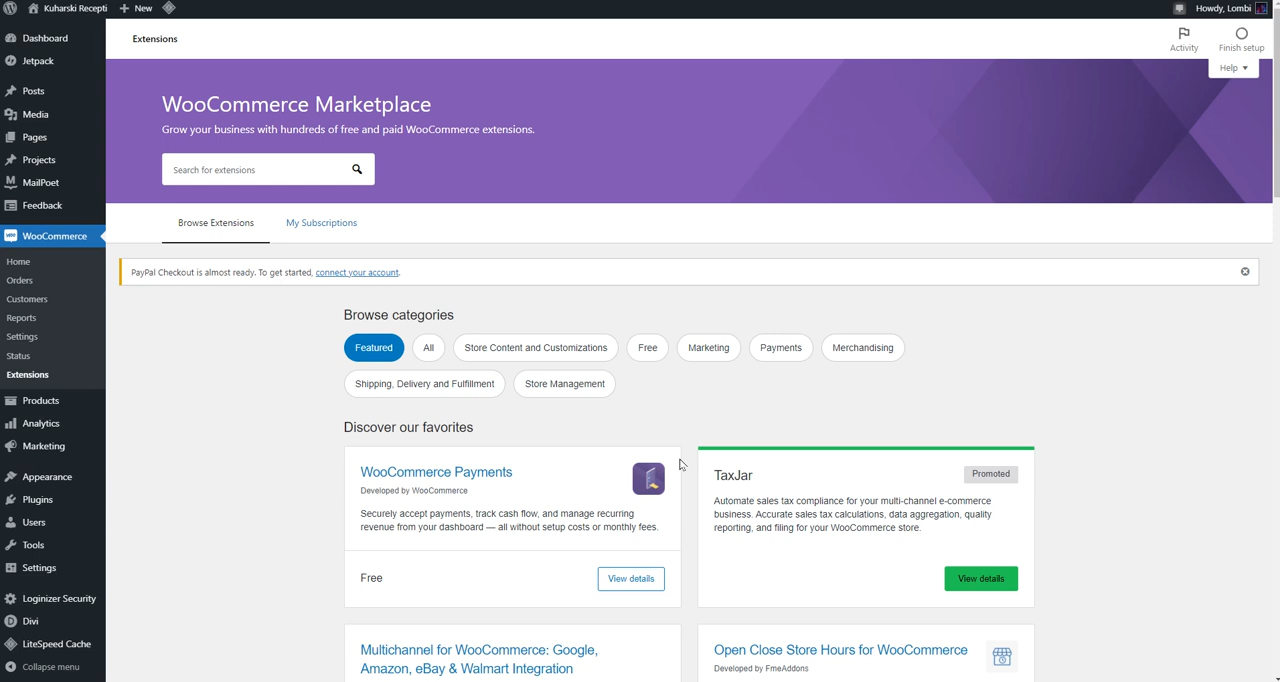 Kuharski Recepti
New
Howdy, Lombi
Dashboard
Jetpack
Posts
Media
Pages
Projects
MailPoet
Feedback
WooCommerce
Home
Orders
Customers
Reports
Settings
Status
Extensions
Products
Analytics
Marketing
Appearance
Plugins
Users
Tools
Settings
Loginizer Security
Divi
LiteSpeed Cache
Collapse menu
Extensions
Activity
Finish setup
Help
WooCommerce Marketplace
Grow your business with hundreds of free and paid WooCommerce extensions.
Search for extensions
Browse Extensions
My Subscriptions
PayPal Checkout is almost ready. To get started, connect your account.
Browse categories
Featured
All
Store Content and Customizations
Free
Marketing
Payments
Merchandising
Shipping, Delivery and Fulfillment
Store Management
Discover our favorites
WooCommerce Payments
Developed by WooCommerce
Securely accept payments, track cash flow, and manage recurring
revenue from your dashboard — all without setup costs or monthly fees.
Free
View details
TaxJar
Promoted
Automate sales tax compliance for your multi-channel e-commerce
business. Accurate sales tax calculations, data aggregation, quality
reporting, and filing for your WooCommerce store.
View details
Multichannel for WooCommerce: Google,
Amazon, eBay & Walmart Integration
Open Close Store Hours for WooCommerce
Developed by FmeAddons